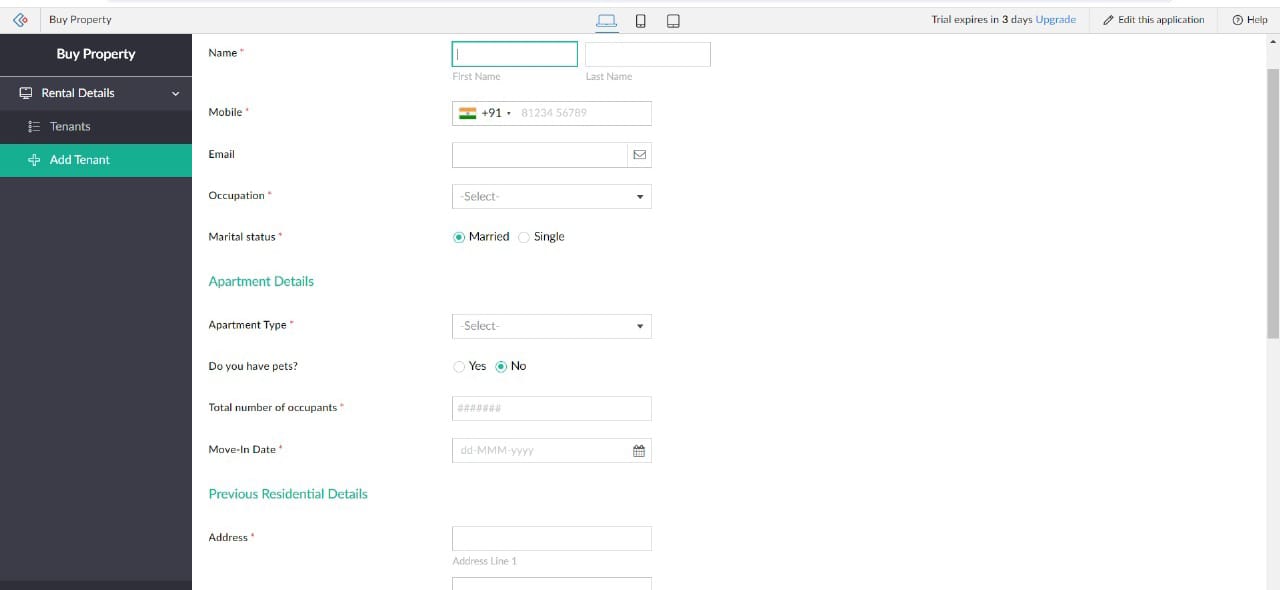 Buy Property
Trial expires in 3 days Upgrade
Edit this application
Help
Buy Property
Rental Details
Tenants
Add Tenant
Name *
First Name
Last Name
Mobile *
+91
81234 56789
Email
Occupation *
-Select-
Marital status *
Married
Single
Apartment Details
Apartment Type *
-Select-
Do you have pets?
Yes
No
Total number of occupants *
#######
Move-In Date *
dd-MMM-yyyy
Previous Residential Details
Address *
Address Line 1